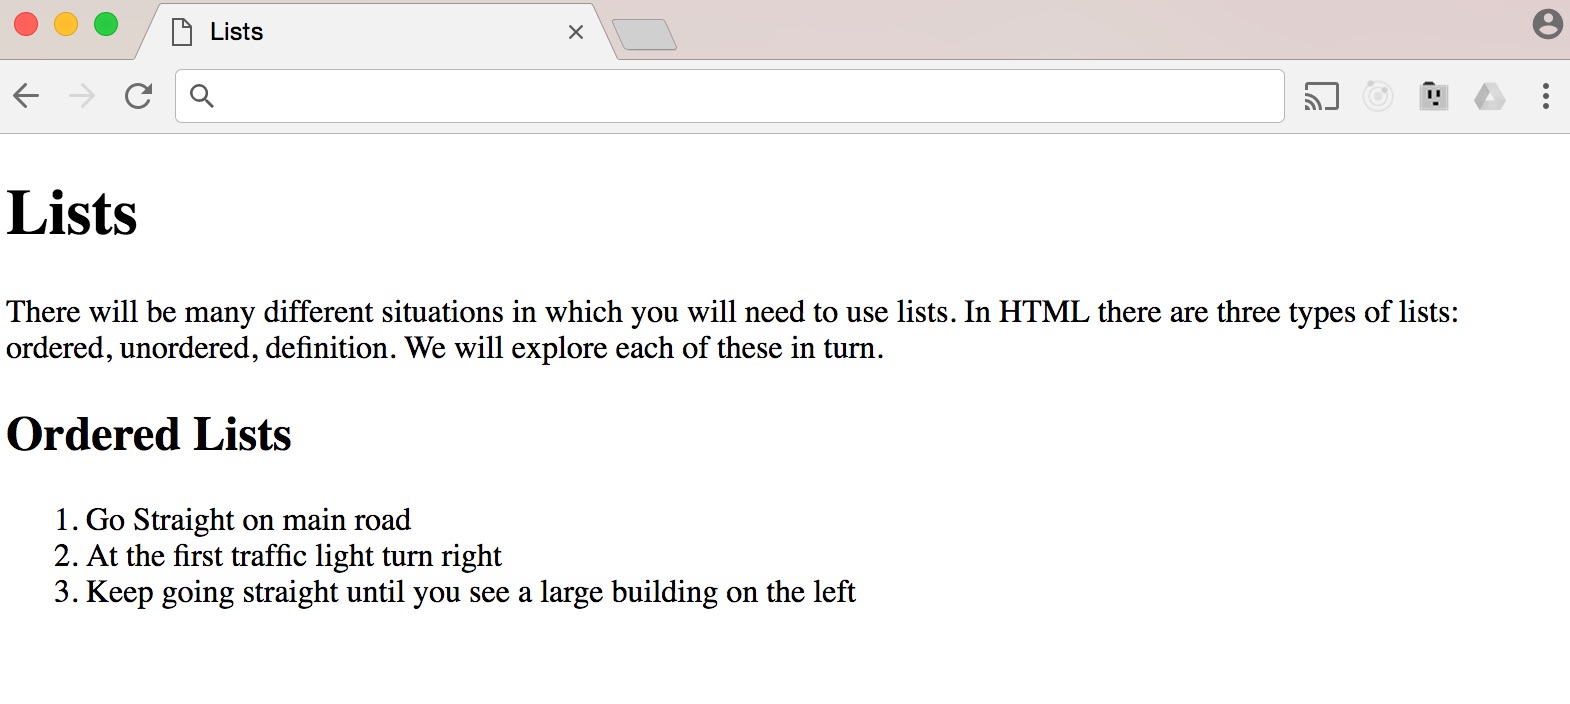 Lists
Lists
There will be many different situations in which you will need to use lists. In HTML there are three types of lists:
ordered, unordered, definition. We will explore each of these in turn.
Ordered Lists
1. Go Straight on main road
2. At the first traffic light turn right
3. Keep going straight until you see a large building on the left